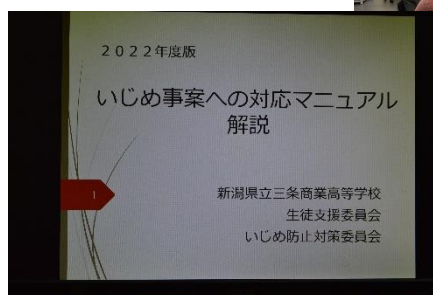 ２０２２年度版
いじめ事案への対応マニュアル
解説
1
新潟県立三条商業高等学校
生徒支援委員会
いじめ防止対策委員会